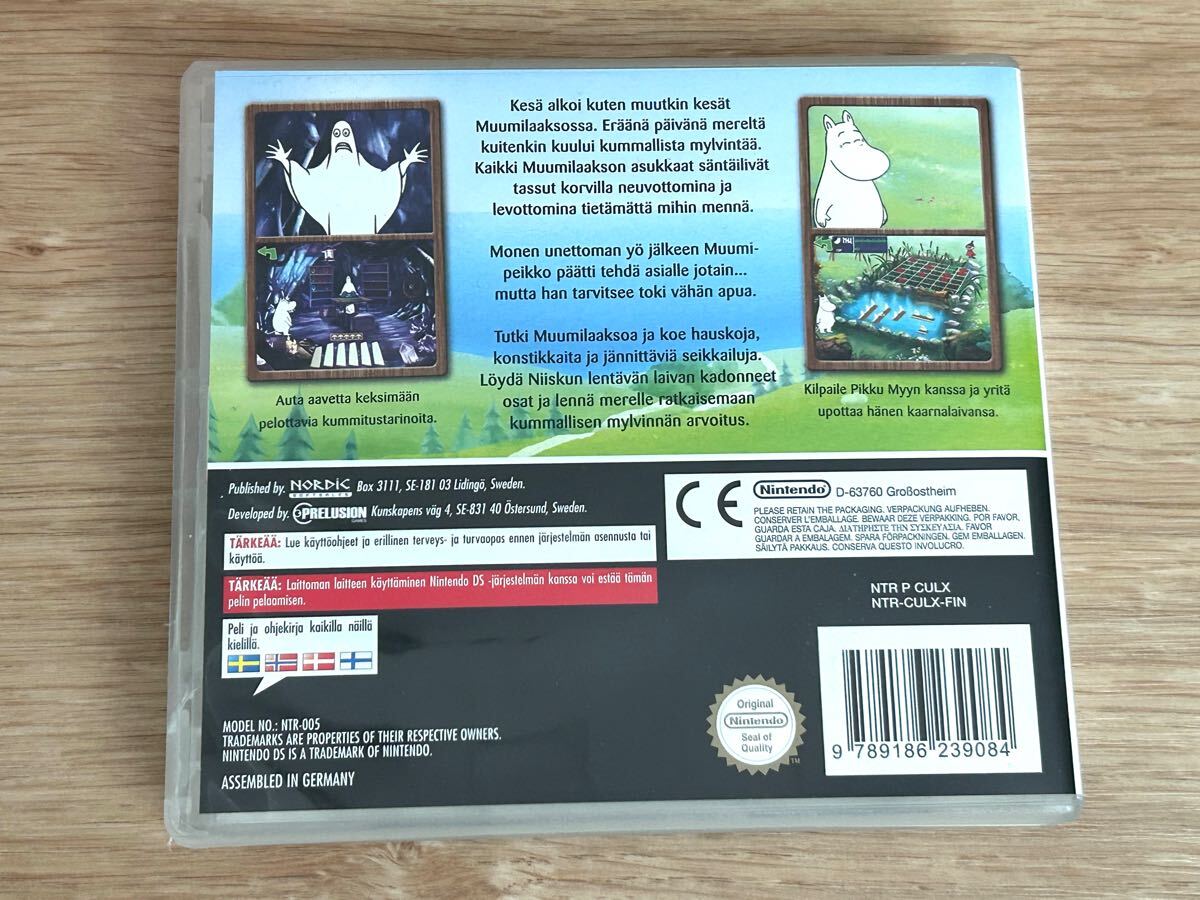 Kesä alkoi kuten muutkin kesät
Muumilaaksossa. Eräänä päivänä mereltä
kuitenkin kuului kummallista mylvintää.
Kaikki Muumilaakson asukkaat säntäilivät
tassut korvilla neuvottomina ja
levottomina tietämättä mihin mennä.
Monen unettoman yö jälkeen Muumi-
peikko päätti tehdä asialle jotain...
mutta han tarvitsee toki vähän apua.
Tutki Muumilaaksoa ja koe hauskoja,
konstikkaita ja jännittäviä seikkailuja.
Löydä Niiskun lentävän laivan kadonneet
osat ja lennä merelle ratkaisemaan
kummallisen mylvinnän arvoitus.
Auta aavetta keksimään
pelottavia kummitustarinoita.
Kilpaile Pikku Myyn kanssa ja yritä
upottaa hänen kaarnalaivansa.
Published by. NORDIC SOFTSALES Box 3111, SE-181 03 Lidingö, Sweden.
Developed by. PRELUSION GAMES Kunskapens väg 4, SE-831 40 Östersund, Sweden.
TÄRKEÄÄ: Lue käyttöohjeet ja erillinen terveys- ja turvaopas ennen järjestelmän asennusta tai
käyttöä.
TÄRKEÄÄ: Laittoman laitteen käyttäminen Nintendo DS -järjestelmän kanssa voi estää tämän
pelin pelaamisen.
Peli ja ohjekirja kaikilla näillä
kielillä.
MODEL NO.: NTR-005
TRADEMARKS ARE PROPERTIES OF THEIR RESPECTIVE OWNERS.
NINTENDO DS IS A TRADEMARK OF NINTENDO.
ASSEMBLED IN GERMANY
CE Nintendo D-63760 Großostheim
PLEASE RETAIN THE PACKAGING. VERPACKUNG AUFHEBEN.
CONSERVER L'EMBALLAGE. BEWAAR DEZE VERPAKKING. POR FAVOR,
GUARDA ESTA CAJA. ΔΙΑΤΗΡΗΣΤΕ ΤΗΝ ΣΥΣΚΕΥΑΣΙΑ. FAVOR
GUARDAR A EMBALAGEM. SPARA FÖRPACKNINGEN. GEM EMBALLAGEN.
SÄILYTÄ PAKKAUS. CONSERVA QUESTO INVOLUCRO.
NTR P CULX
NTR-CULX-FIN
Original
Nintendo
Seal of
Quality
TM
9 789186 239084